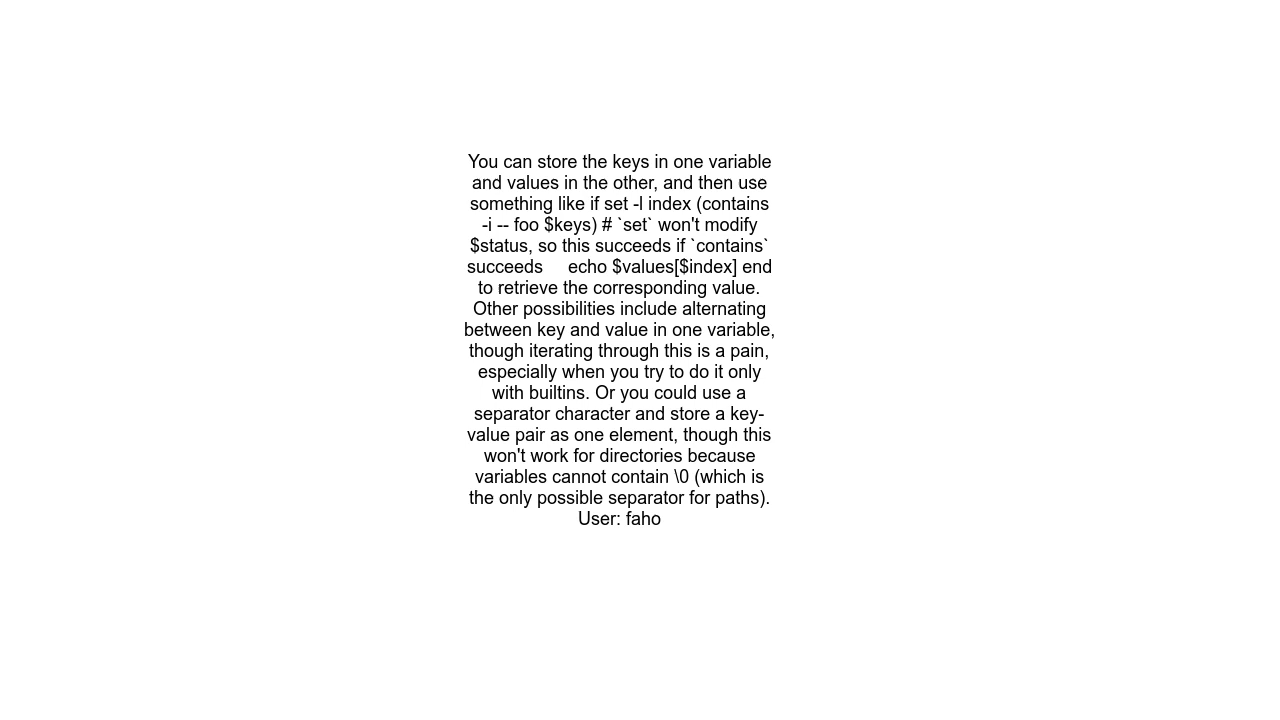 You can store the keys in one variable
and values in the other, and then use
something like if set -l index (contains
-i -- foo $keys) # `set` won't modify
$status, so this succeeds if `contains`
succeeds     echo $values[$index] end
to retrieve the corresponding value.
Other possibilities include alternating
between key and value in one variable,
though iterating through this is a pain,
especially when you try to do it only
with builtins. Or you could use a
separator character and store a key-
value pair as one element, though this
won't work for directories because
variables cannot contain \0 (which is
the only possible separator for paths).
User: faho